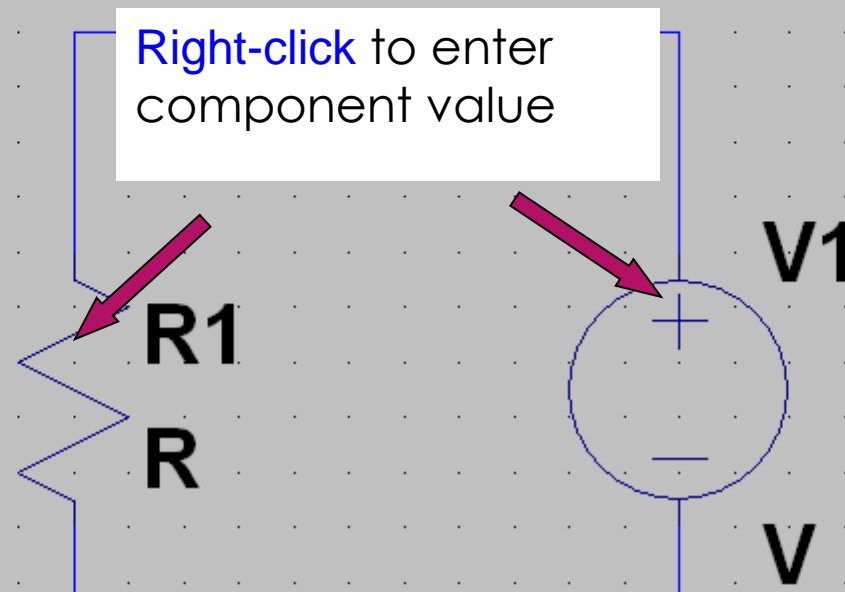 Right-click to enter
component value
V1
R1
R
V